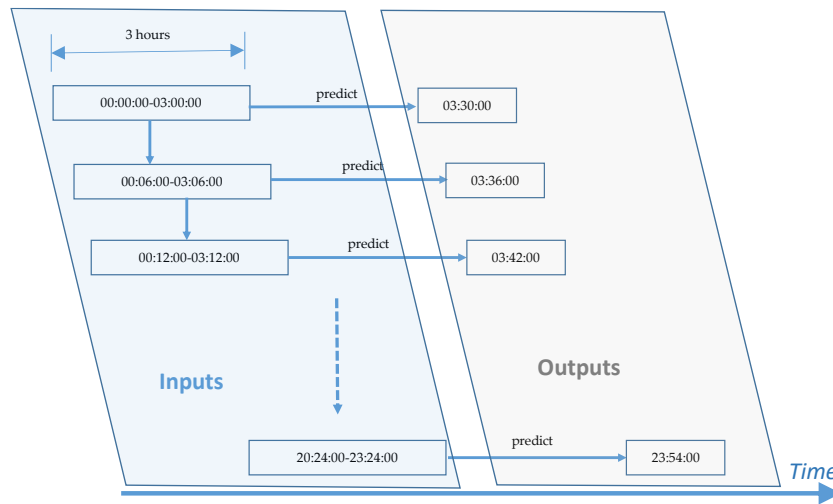 3 hours
00:00:00-03:00:00
predict
03:30:00
00:06:00-03:06:00
predict
03:36:00
00:12:00-03:12:00
predict
03:42:00
Inputs
Outputs
20:24:00-23:24:00
predict
23:54:00
Time